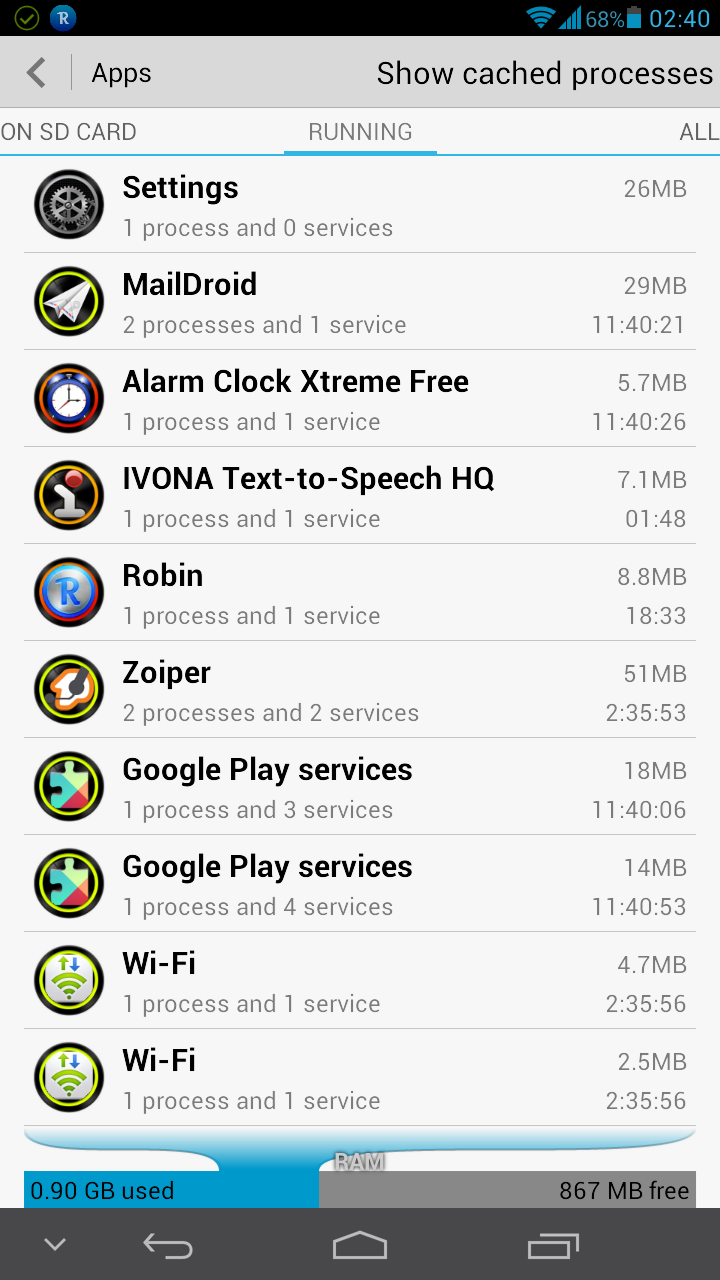 R 68% 02:40
Apps Show cached processes
ON SD CARD RUNNING ALL
Settings 26MB
1 process and 0 services
MailDroid 29MB
2 processes and 1 service 11:40:21
Alarm Clock Xtreme Free 5.7MB
1 process and 1 service 11:40:26
IVONA Text-to-Speech HQ 7.1MB
1 process and 1 service 01:48
Robin 8.8MB
R
1 process and 1 service 18:33
Zoiper 51MB
2 processes and 2 services 2:35:53
Google Play services 18MB
1 process and 3 services 11:40:06
Google Play services 14MB
1 process and 4 services 11:40:53
Wi-Fi 4.7MB
1 process and 1 service 2:35:56
Wi-Fi 2.5MB
1 process and 1 service 2:35:56
RAM
0.90 GB used 867 MB free